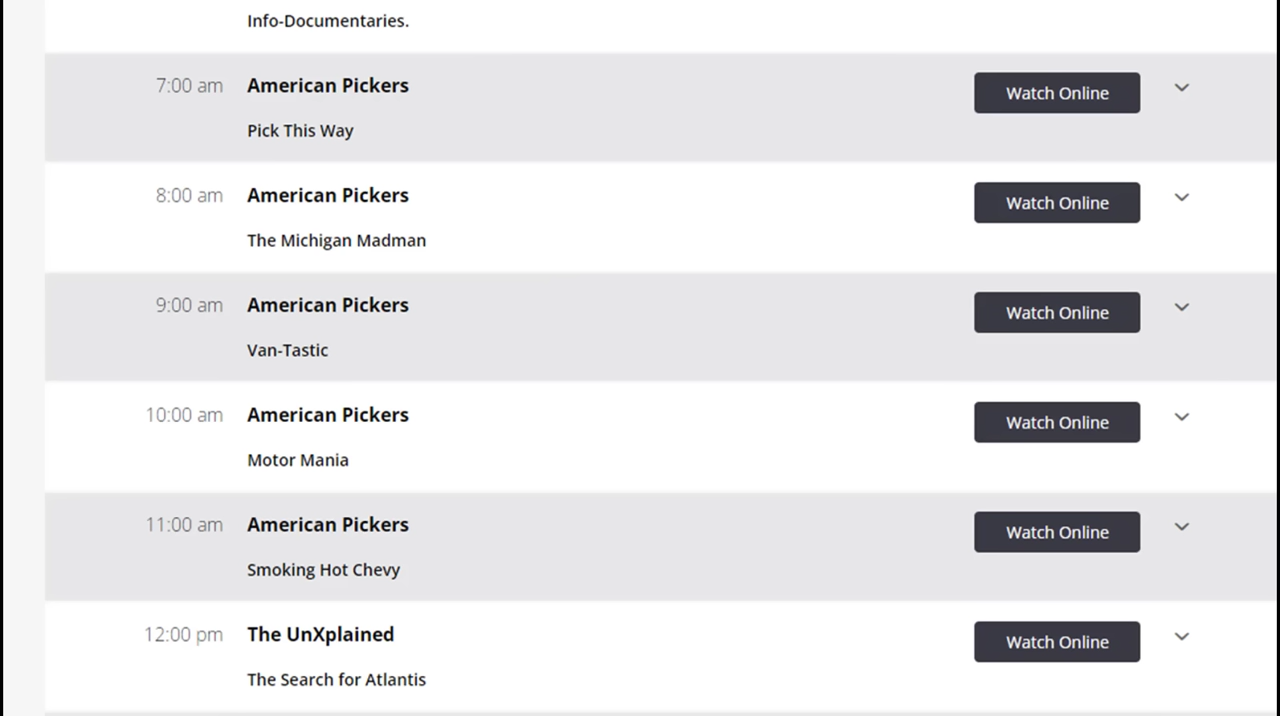 Info-Documentaries.
7:00 am American Pickers Watch Online
Pick This Way
8:00 am American Pickers Watch Online
The Michigan Madman
9:00 am American Pickers Watch Online
Van-Tastic
10:00 am American Pickers Watch Online
Motor Mania
11:00 am American Pickers Watch Online
Smoking Hot Chevy
12:00 pm The UnXplained Watch Online
The Search for Atlantis